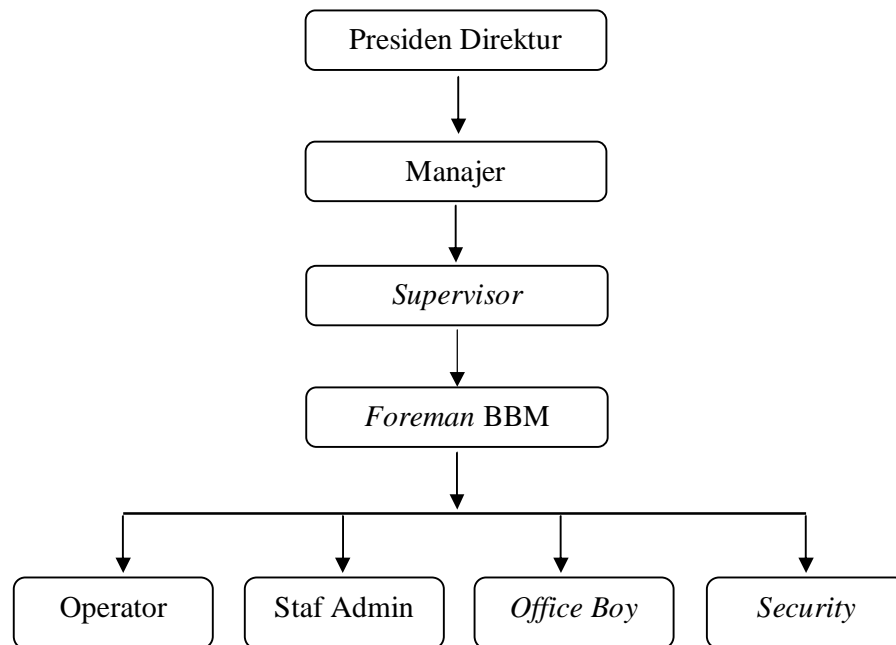 Presiden Direktur
Manajer
Supervisor
Foreman BBM
Operator
Staf Admin
Office Boy
Security